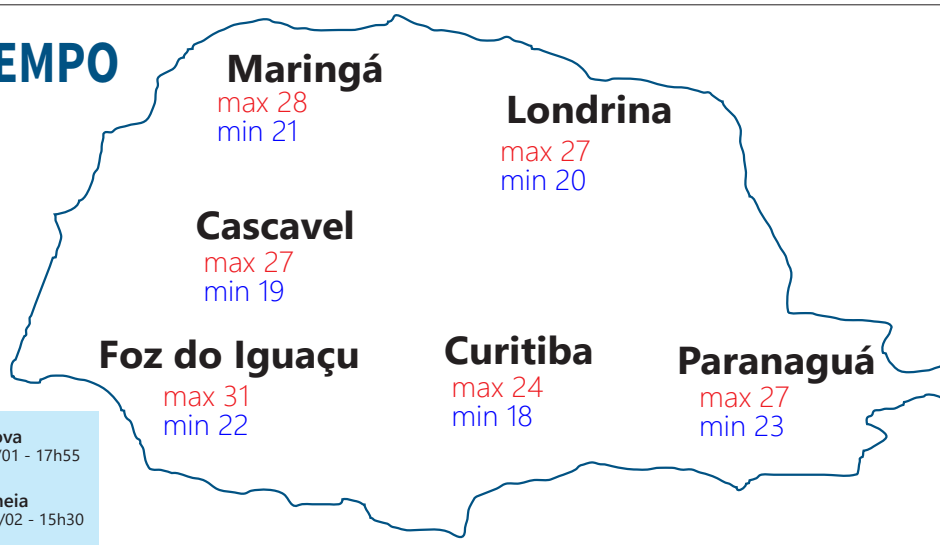 EMPO
Maringá
max 28
min 21
Londrina
max 27
min 20
Cascavel
max 27
min 19
Foz do Iguaçu
max 31
min 22
Curitiba
max 24
min 18
Paranaguá
max 27
min 23
ova
/01 - 17h55
heia
/02 - 15h30